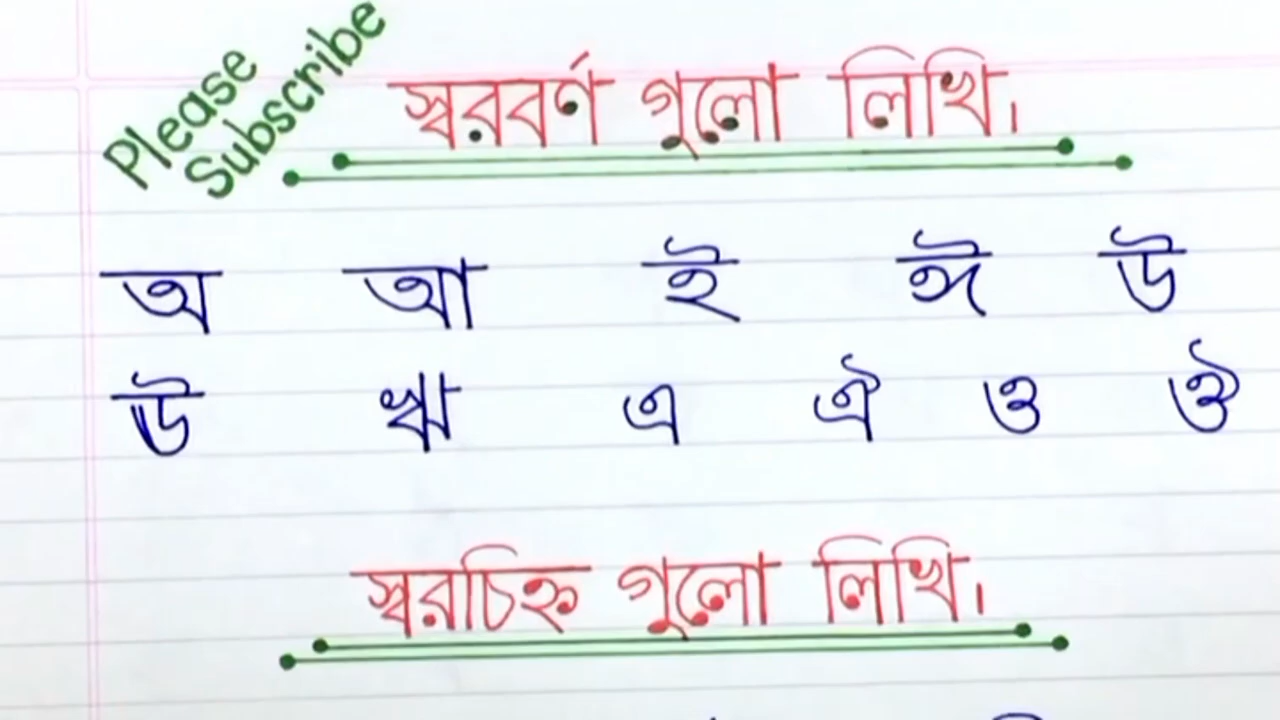 Please
Subscribe
স্বরবর্ণ গুলো লিখি।
অ আ ই ঈ উ
ঊ ঋ এ ঐ ও ঔ
স্বরচিহ্ন গুলো লিখি।